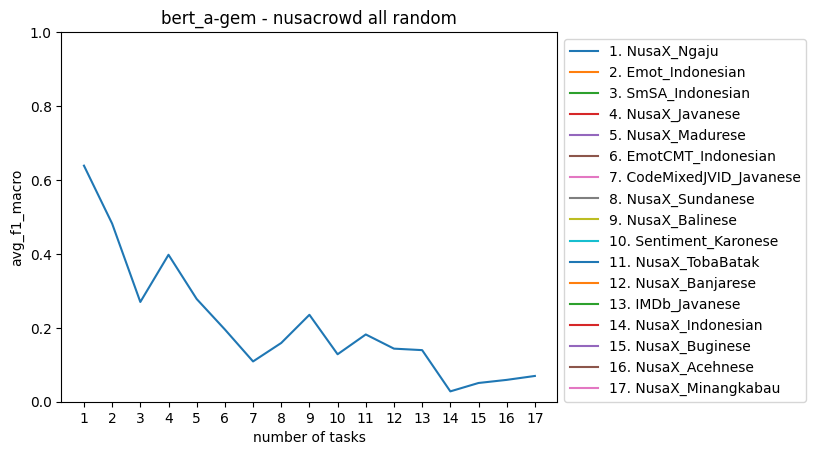 bert_a-gem - nusacrowd all random
avg_f1_macro
1.0
0.8
0.6
0.4
0.2
0.0
1 2 3 4 5 6 7 8 9 10 11 12 13 14 15 16 17
number of tasks
1. NusaX_Ngaju
2. Emot_Indonesian
3. SmSA_Indonesian
4. NusaX_Javanese
5. NusaX_Madurese
6. EmotCMT_Indonesian
7. CodeMixedJVID_Javanese
8. NusaX_Sundanese
9. NusaX_Balinese
10. Sentiment_Karonese
11. NusaX_TobaBatak
12. NusaX_Banjarese
13. IMDb_Javanese
14. NusaX_Indonesian
15. NusaX_Buginese
16. NusaX_Acehnese
17. NusaX_Minangkabau